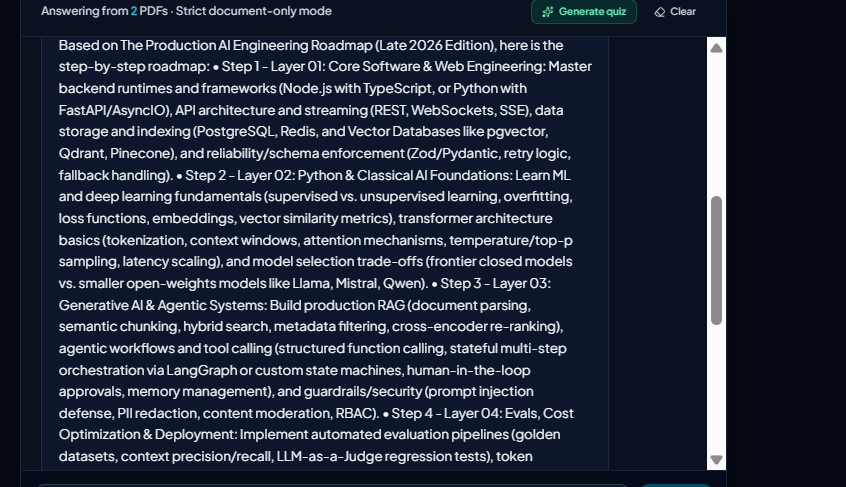 Answering from 2 PDFs · Strict document-only mode
Generate quiz
Clear
Based on The Production AI Engineering Roadmap (Late 2026 Edition), here is the
step-by-step roadmap: • Step 1 - Layer 01: Core Software & Web Engineering: Master
backend runtimes and frameworks (Node.js with TypeScript, or Python with
FastAPI/AsyncIO), API architecture and streaming (REST, WebSockets, SSE), data
storage and indexing (PostgreSQL, Redis, and Vector Databases like pgvector,
Qdrant, Pinecone), and reliability/schema enforcement (Zod/Pydantic, retry logic,
fallback handling). • Step 2 - Layer 02: Python & Classical AI Foundations: Learn ML
and deep learning fundamentals (supervised vs. unsupervised learning, overfitting,
loss functions, embeddings, vector similarity metrics), transformer architecture
basics (tokenization, context windows, attention mechanisms, temperature/top-p
sampling, latency scaling), and model selection trade-offs (frontier closed models
vs. smaller open-weights models like Llama, Mistral, Qwen). • Step 3 - Layer 03:
Generative AI & Agentic Systems: Build production RAG (document parsing,
semantic chunking, hybrid search, metadata filtering, cross-encoder re-ranking),
agentic workflows and tool calling (structured function calling, stateful multi-step
orchestration via LangGraph or custom state machines, human-in-the-loop
approvals, memory management), and guardrails/security (prompt injection
defense, PII redaction, content moderation, RBAC). • Step 4 - Layer 04: Evals, Cost
Optimization & Deployment: Implement automated evaluation pipelines (golden
datasets, context precision/recall, LLM-as-a-Judge regression tests), token